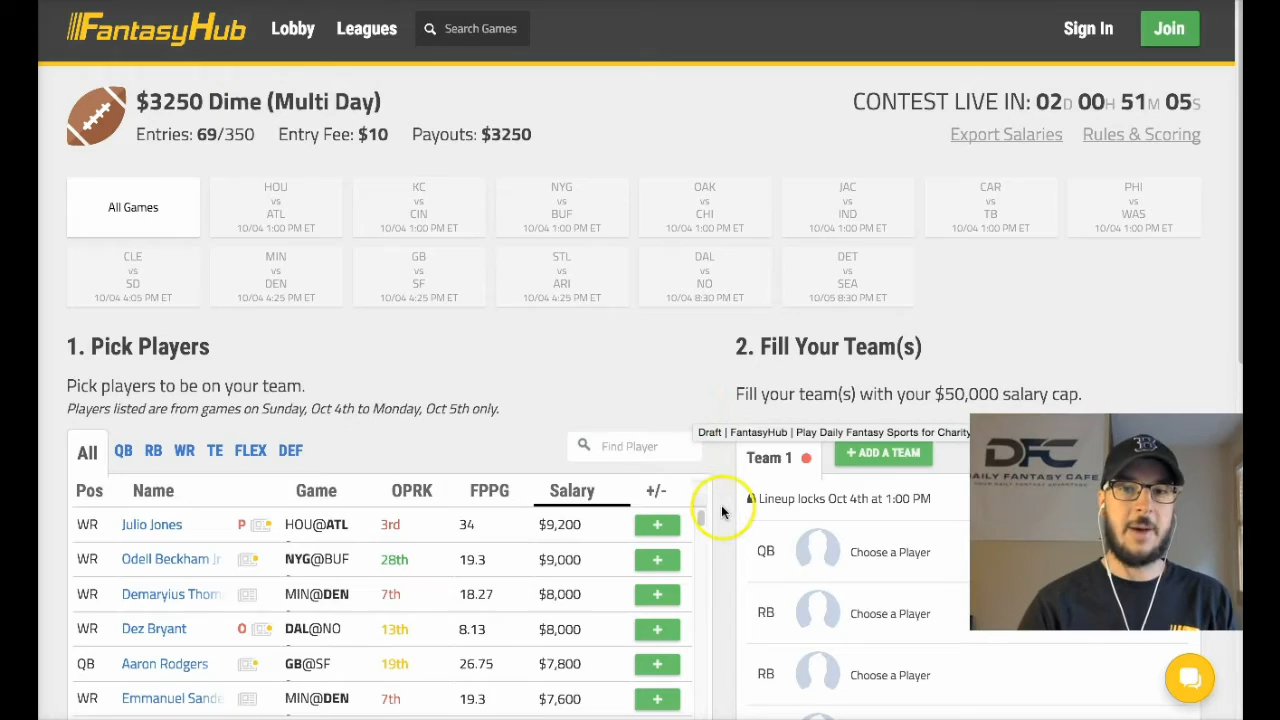 FantasyHub Lobby Leagues Search Games Sign In Join
$3250 Dime (Multi Day)
Entries: 69/350 Entry Fee: $10 Payouts: $3250
CONTEST LIVE IN: 02D 00H 51M 05S
Export Salaries Rules & Scoring
All Games
HOU
vs
ATL
10/04 1:00 PM ET
KC
vs
CIN
10/04 1:00 PM ET
NYG
vs
BUF
10/04 1:00 PM ET
OAK
vs
CHI
10/04 1:00 PM ET
JAC
vs
IND
10/04 1:00 PM ET
CAR
vs
TB
10/04 1:00 PM ET
PHI
vs
WAS
10/04 1:00 PM ET
CLE
vs
SD
10/04 4:05 PM ET
MIN
vs
DEN
10/04 4:25 PM ET
GB
vs
SF
10/04 4:25 PM ET
STL
vs
ARI
10/04 4:25 PM ET
DAL
vs
NO
10/04 8:30 PM ET
DET
vs
SEA
10/05 8:30 PM ET
1. Pick Players
Pick players to be on your team.
Players listed are from games on Sunday, Oct 4th to Monday, Oct 5th only.
All QB RB WR TE FLEX DEF Find Player
Pos Name Game OPRK FPPG Salary +/-
WR Julio Jones P HOU@ATL 3rd 34 $9,200 +
WR Odell Beckham Jr NYG@BUF 28th 19.3 $9,000 +
WR Demaryius Thom MIN@DEN 7th 18.27 $8,000 +
WR Dez Bryant O DAL@NO 13th 8.13 $8,000 +
QB Aaron Rodgers GB@SF 19th 26.75 $7,800 +
WR Emmanuel Sande MIN@DEN 7th 19.3 $7,600 +
2. Fill Your Team(s)
Fill your team(s) with your $50,000 salary cap.
Draft | FantasyHub | Play Daily Fantasy Sports for Charity
Team 1 + ADD A TEAM
Lineup locks Oct 4th at 1:00 PM
QB Choose a Player
RB Choose a Player
RB Choose a Player
DFC
DAILY FANTASY CAFE
YOUR DAILY FANTASY ADVANTAGE
B